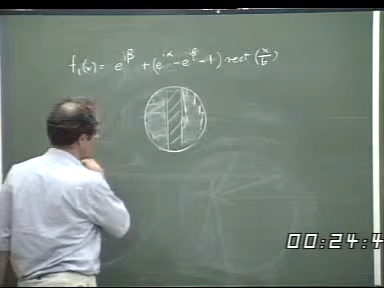 f₁(x) = e^{iβ} + (e^{iα} - e^{iβ} - 1) rect (x/b)
00:24:4